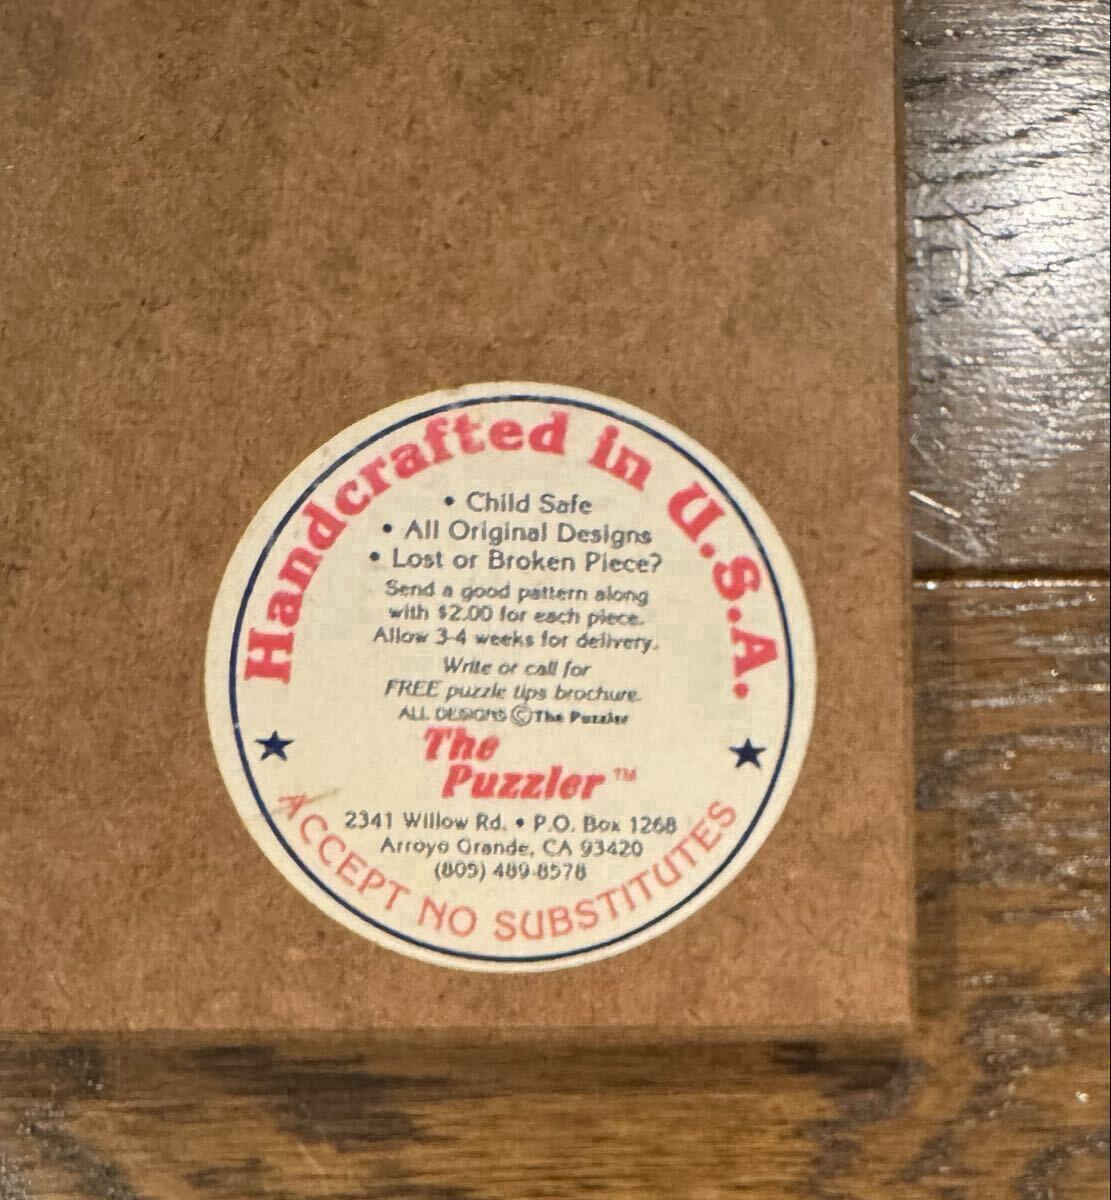 Handcrafted in U.S.A.
• Child Safe
• All Original Designs
• Lost or Broken Piece?
Send a good pattern along
with $2.00 for each piece.
Allow 3-4 weeks for delivery.
Write or call for
FREE puzzle tips brochure.
ALL DESIGNS © The Puzzler
The
Puzzler ™
2341 Willow Rd. • P.O. Box 1268
Arroyo Grande, CA 93420
(805) 489-8578
ACCEPT NO SUBSTITUTES